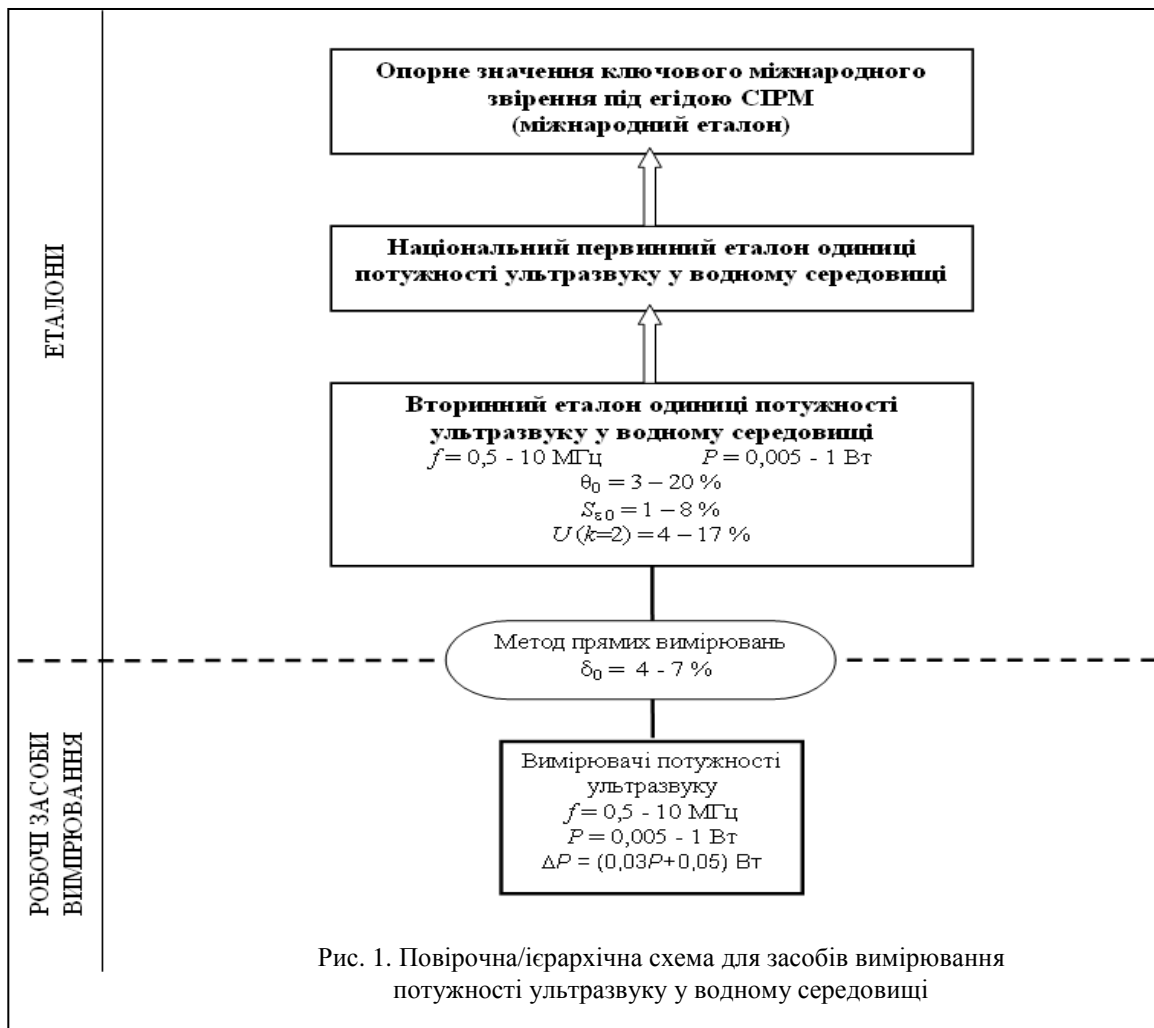 Опорне значення ключового міжнародного
звірення під егідою CIPM
(міжнародний еталон)
Національний первинний еталон одиниці
потужності ультразвуку у водному середовищі
ЕТАЛОНИ
Вторинний еталон одиниці потужності
ультразвуку у водному середовищі
f = 0,5 - 10 МГц P = 0,005 - 1 Вт
θ₀ = 3 – 20 %
Sε0 = 1 – 8 %
U (k=2) = 4 – 17 %
Метод прямих вимірювань
δ₀ = 4 - 7 %
РОБОЧІ ЗАСОБИ
ВИМІРЮВАННЯ
Вимірювачі потужності
ультразвуку
f = 0,5 - 10 МГц
P = 0,005 - 1 Вт
ΔP = (0,03P+0,05) Вт
Рис. 1. Повірочна/ієрархічна схема для засобів вимірювання
потужності ультразвуку у водному середовищі